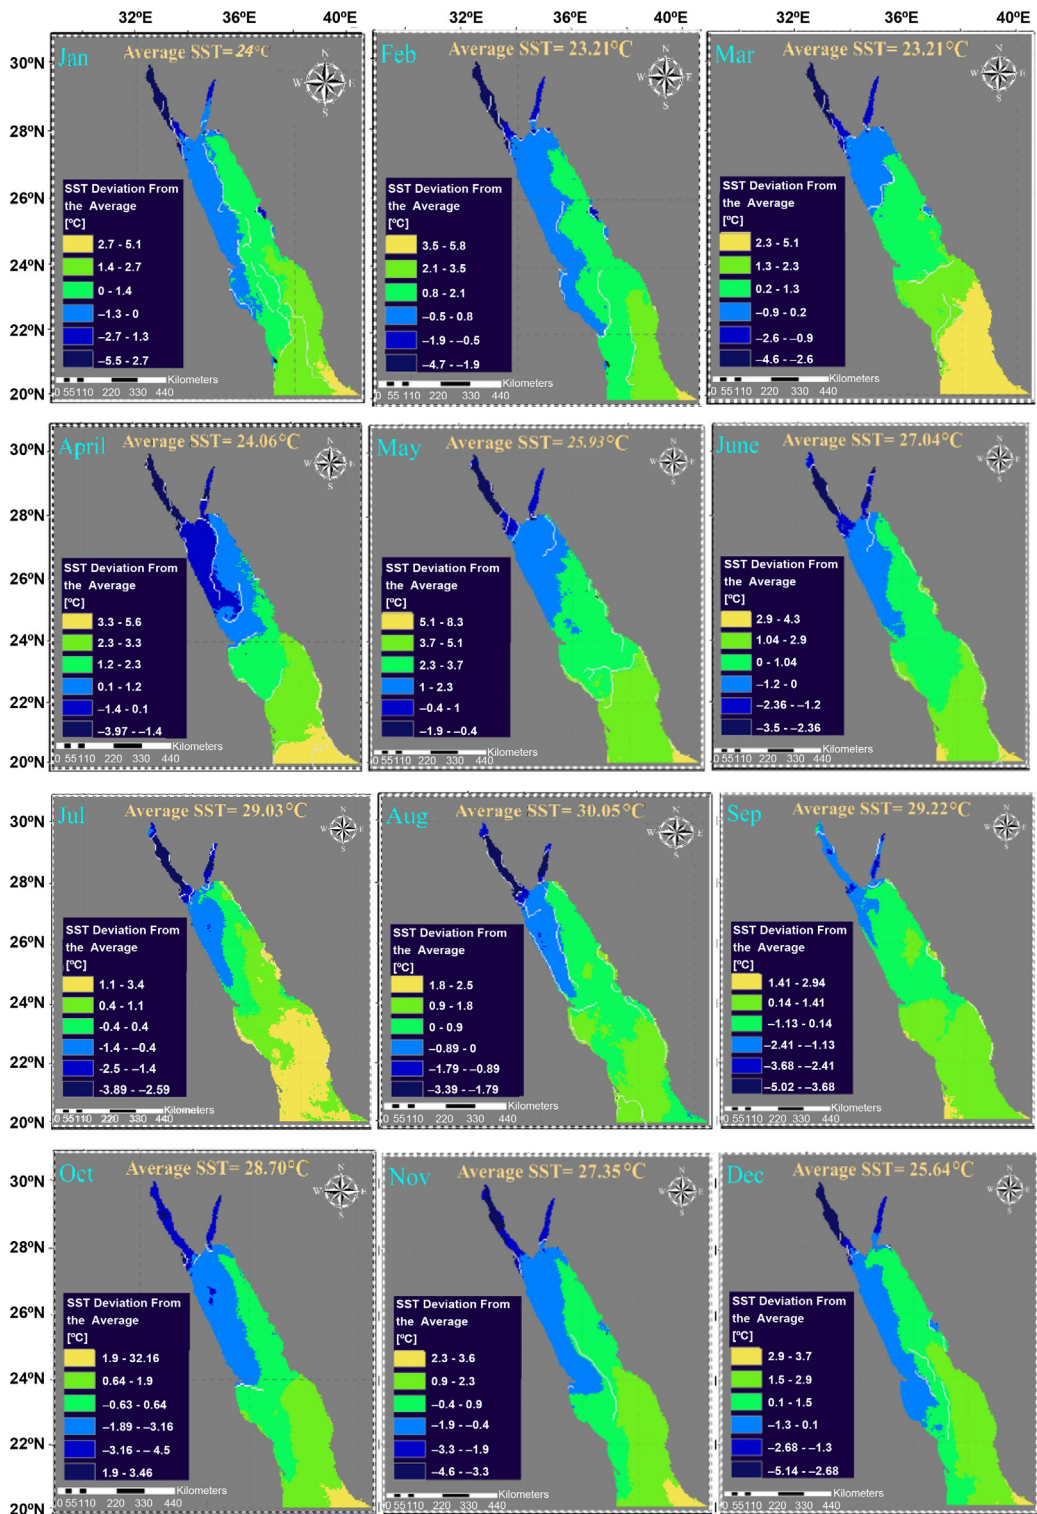 32ºE 36ºE 40ºE 32ºE 36ºE 40ºE 32ºE 36ºE 40ºE
Jan
Average SST= 24°C
N
W E
S
30ºN
28ºN
26ºN
24ºN
22ºN
20ºN
SST Deviation From
the Average
[ºC]
2.7 - 5.1
1.4 - 2.7
0 - 1.4
–1.3 - 0
–2.7 - 1.3
–5.5 - 2.7
Kilometers
0 55 110 220 330 440
Feb
Average SST= 23.21°C
N
W E
S
SST Deviation From
the Average
[ºC]
3.5 - 5.8
2.1 - 3.5
0.8 - 2.1
–0.5 - 0.8
–1.9 - –0.5
–4.7 - –1.9
Kilometers
0 55 110 220 330 440
Mar
Average SST= 23.21°C
N
W E
S
SST Deviation From
the Average
[ºC]
2.3 - 5.1
1.3 - 2.3
0.2 - 1.3
–0.9 - 0.2
–2.6 - –0.9
–4.6 - –2.6
Kilometers
0 55 110 220 330 440
April
Average SST= 24.06°C
N
W E
S
30ºN
28ºN
26ºN
24ºN
22ºN
20ºN
SST Deviation From
the Average
[ºC]
3.3 - 5.6
2.3 - 3.3
1.2 - 2.3
0.1 - 1.2
–1.4 - 0.1
–3.97 - –1.4
Kilometers
0 55 110 220 330 440
May
Average SST= 25.93°C
N
W E
S
SST Deviation From
the Average
[ºC]
5.1 - 8.3
3.7 - 5.1
2.3 - 3.7
1 - 2.3
–0.4 - 1
–1.9 - –0.4
Kilometers
0 55 110 220 330 440
June
Average SST= 27.04°C
N
W E
S
SST Deviation From
the Average
[ºC]
2.9 - 4.3
1.04 - 2.9
0 - 1.04
–1.2 - 0
–2.36 - –1.2
–3.5 - –2.36
Kilometers
0 55 110 220 330 440
Jul
Average SST= 29.03°C
N
W E
S
30ºN
28ºN
26ºN
24ºN
22ºN
20ºN
SST Deviation From
the Average
[ºC]
1.1 - 3.4
0.4 - 1.1
-0.4 - 0.4
-1.4 - –0.4
-2.5 - –1.4
–3.89 - –2.59
Kilometers
0 55 110 220 330 440
Aug
Average SST= 30.05°C
N
W E
S
SST Deviation From
the Average
[ºC]
1.8 - 2.5
0.9 - 1.8
0 - 0.9
–0.89 - 0
–1.79 - –0.89
–3.39 - –1.79
Kilometers
0 55 110 220 330 440
Sep
Average SST= 29.22°C
N
W E
S
SST Deviation From
the Average
[ºC]
1.41 - 2.94
0.14 - 1.41
–1.13 - 0.14
–2.41 - –1.13
–3.68 - –2.41
–5.02 - –3.68
Kilometers
0 55 110 220 330 440
Oct
Average SST= 28.70°C
N
W E
S
30ºN
28ºN
26ºN
24ºN
22ºN
20ºN
SST Deviation From
the Average
[ºC]
1.9 - 32.16
0.64 - 1.9
–0.63 - 0.64
–1.89 - –3.16
–3.16 - – 4.5
1.9 - 3.46
Kilometers
0 55 110 220 330 440
Nov
Average SST= 27.35°C
N
W E
S
SST Deviation From
the Average
[ºC]
2.3 - 3.6
0.9 - 2.3
–0.4 - 0.9
–1.9 - –0.4
–3.3 - –1.9
–4.6 - –3.3
Kilometers
0 55 110 220 330 440
Dec
Average SST= 25.64°C
N
W E
S
SST Deviation From
the Average
[ºC]
2.9 - 3.7
1.5 - 2.9
0.1 - 1.5
–1.3 - 0.1
–2.68 - –1.3
–5.14 - –2.68
Kilometers
0 55 110 220 330 440